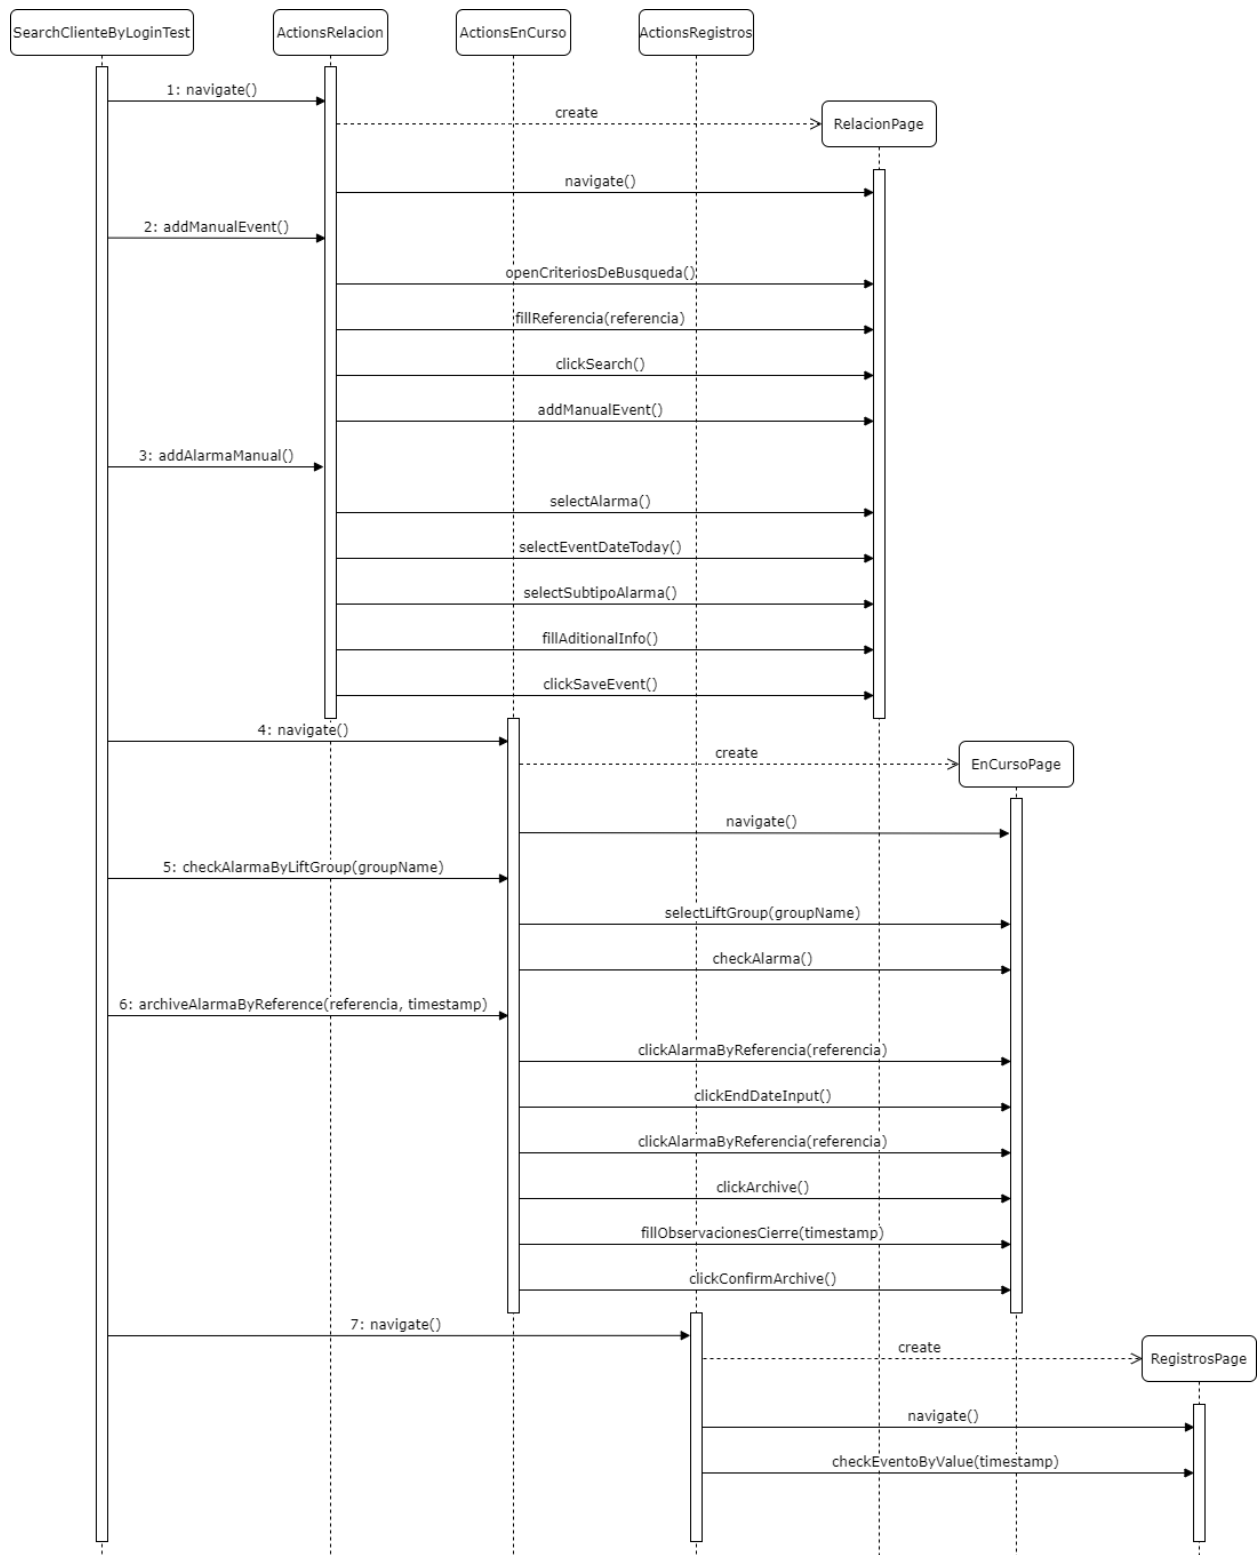 SearchClienteByLoginTest
ActionsRelacion
ActionsEnCurso
ActionsRegistros
1: navigate()
create
RelacionPage
navigate()
2: addManualEvent()
openCriteriosDeBusqueda()
fillReferencia(referencia)
clickSearch()
addManualEvent()
3: addAlarmaManual()
selectAlarma()
selectEventDateToday()
selectSubtipoAlarma()
fillAditionalInfo()
clickSaveEvent()
4: navigate()
create
EnCursoPage
navigate()
5: checkAlarmaByLiftGroup(groupName)
selectLiftGroup(groupName)
checkAlarma()
6: archiveAlarmaByReference(referencia, timestamp)
clickAlarmaByReferencia(referencia)
clickEndDateInput()
clickAlarmaByReferencia(referencia)
clickArchive()
fillObservacionesCierre(timestamp)
clickConfirmArchive()
7: navigate()
create
RegistrosPage
navigate()
checkEventoByValue(timestamp)